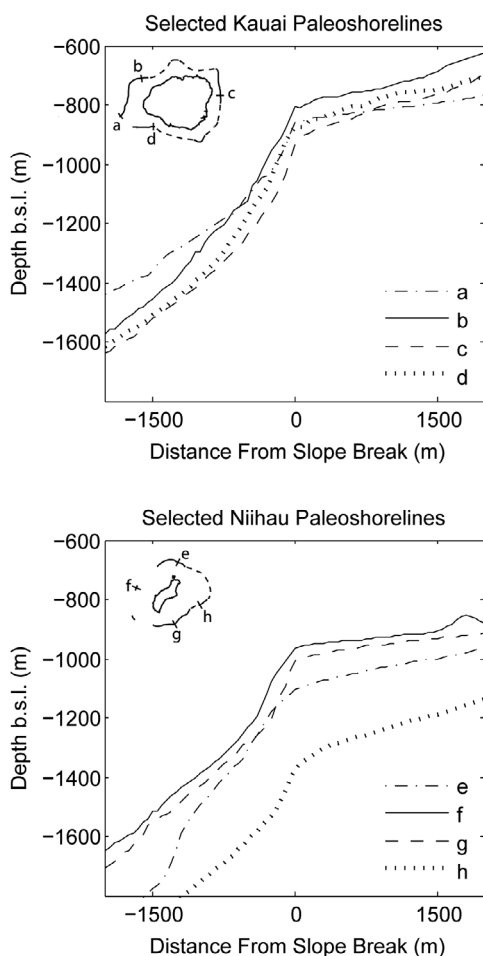 Selected Kauai Paleoshorelines
−600
−800
−1000
−1200
−1400
−1600
Depth b.s.l. (m)
b
c
a
d
a
b
c
d
−1500
0
1500
Distance From Slope Break (m)
Selected Niihau Paleoshorelines
−600
−800
−1000
−1200
−1400
−1600
Depth b.s.l. (m)
e
f
h
g
e
f
g
h
−1500
0
1500
Distance From Slope Break (m)